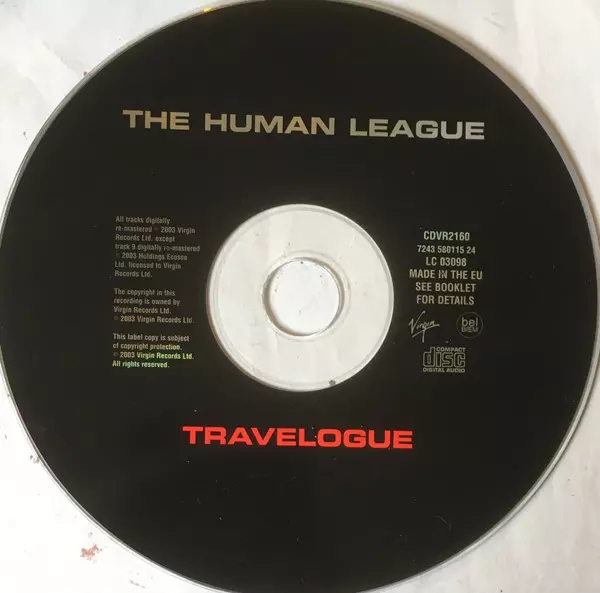 THE HUMAN LEAGUE
All tracks digitally
re-mastered ℗ 2003 Virgin
Records Ltd. except
track 9 digitally re-mastered
℗ 2003 Holdings Ecosse
Ltd. licensed to Virgin
Records Ltd.
The copyright in this
recording is owned by
Virgin Records Ltd.
℗ 2003 Virgin Records Ltd.
This label copy is subject
of copyright protection.
© 2003 Virgin Records Ltd.
All rights reserved.
CDVR2160
7243 580115 24
LC 03098
MADE IN THE EU
SEE BOOKLET
FOR DETAILS
Virgin
bel
BIEM
COMPACT
disc
DIGITAL AUDIO
TRAVELOGUE